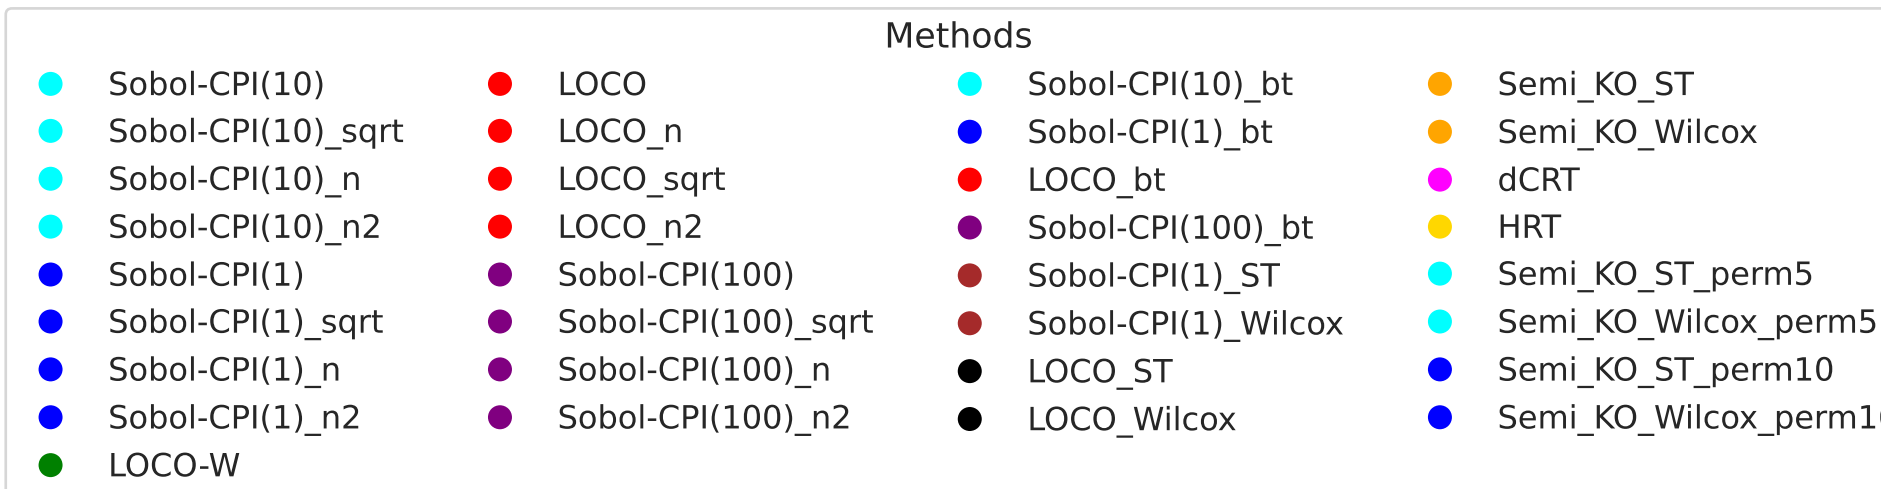 Methods
Sobol-CPI(10)
Sobol-CPI(10)_sqrt
Sobol-CPI(10)_n
Sobol-CPI(10)_n2
Sobol-CPI(1)
Sobol-CPI(1)_sqrt
Sobol-CPI(1)_n
Sobol-CPI(1)_n2
LOCO-W
LOCO
LOCO_n
LOCO_sqrt
LOCO_n2
Sobol-CPI(100)
Sobol-CPI(100)_sqrt
Sobol-CPI(100)_n
Sobol-CPI(100)_n2
Sobol-CPI(10)_bt
Sobol-CPI(1)_bt
LOCO_bt
Sobol-CPI(100)_bt
Sobol-CPI(1)_ST
Sobol-CPI(1)_Wilcox
LOCO_ST
LOCO_Wilcox
Semi_KO_ST
Semi_KO_Wilcox
dCRT
HRT
Semi_KO_ST_perm5
Semi_KO_Wilcox_perm5
Semi_KO_ST_perm10
Semi_KO_Wilcox_perm10